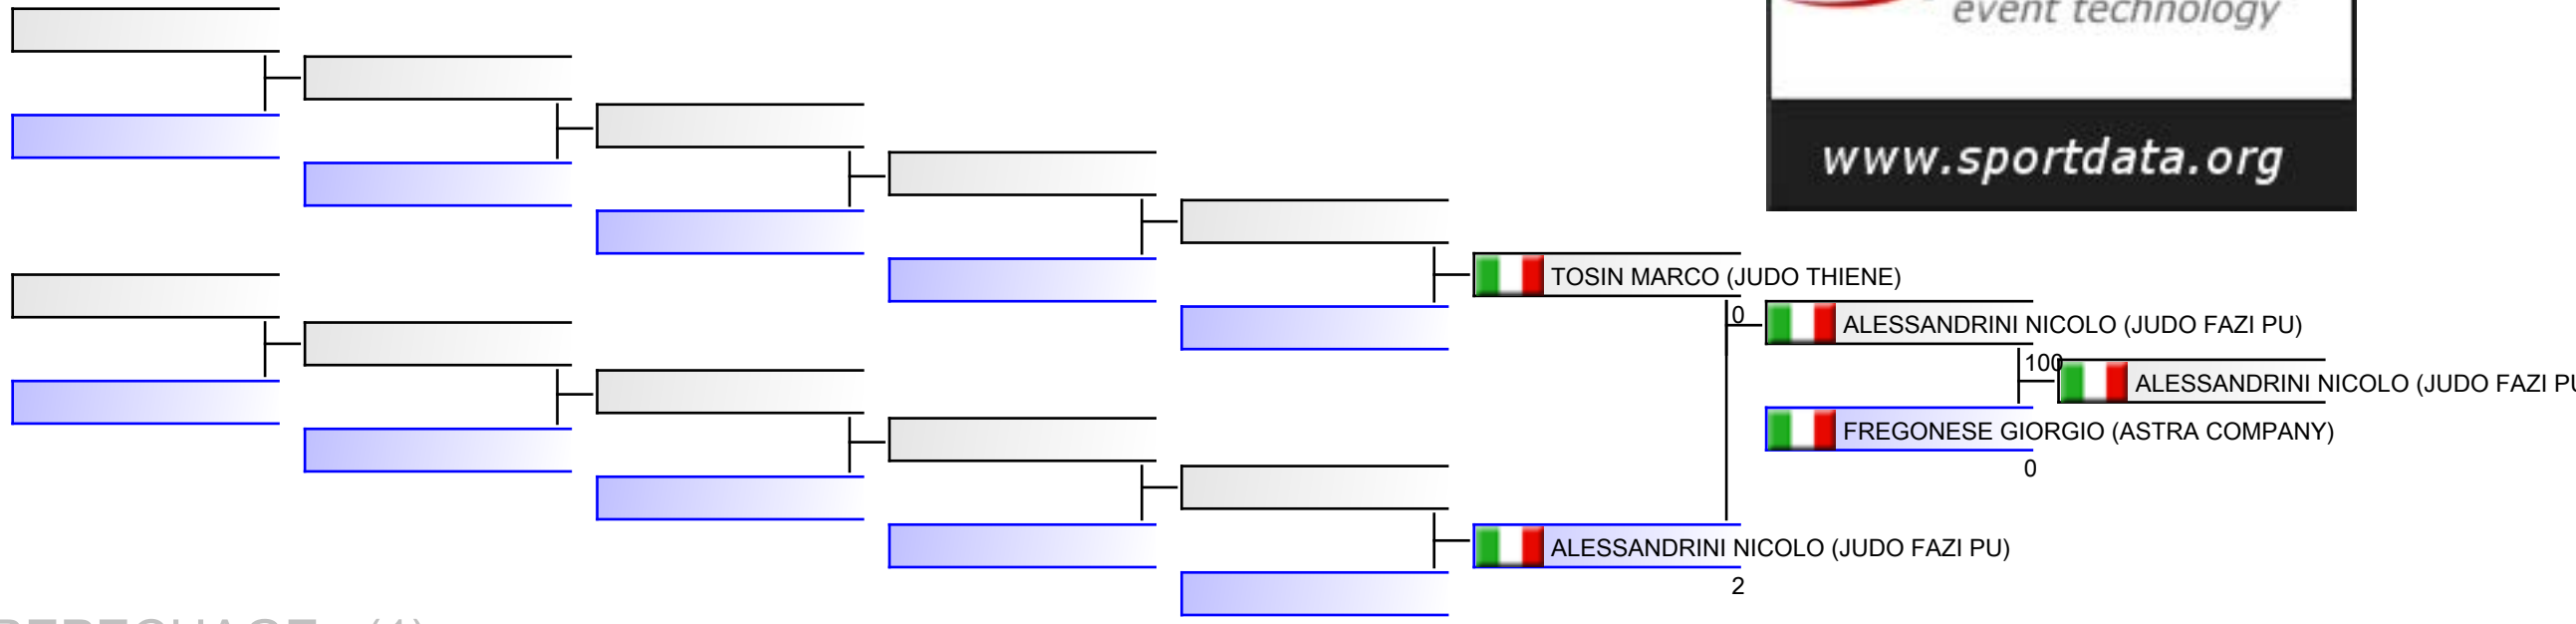 event technology
www.sportdata.org
TOSIN MARCO (JUDO THIENE)
0
ALESSANDRINI NICOLO (JUDO FAZI PU)
100
ALESSANDRINI NICOLO (JUDO FAZI PU
FREGONESE GIORGIO (ASTRA COMPANY)
0
ALESSANDRINI NICOLO (JUDO FAZI PU)
2